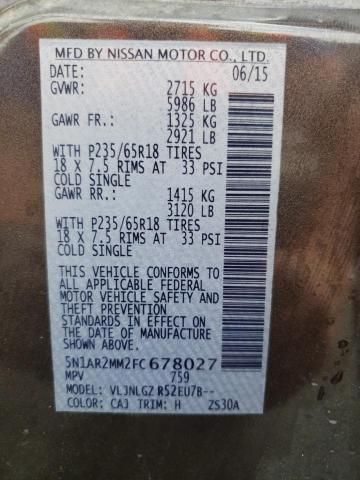 MFD BY NISSAN MOTOR CO., LTD.
DATE: 06/15
GVWR: 2715 KG
5986 LB
GAWR FR.: 1325 KG
2921 LB
WITH P235/65R18 TIRES
18 X 7.5 RIMS AT 33 PSI
COLD SINGLE
GAWR RR.: 1415 KG
3120 LB
WITH P235/65R18 TIRES
18 X 7.5 RIMS AT 33 PSI
COLD SINGLE
THIS VEHICLE CONFORMS TO
ALL APPLICABLE FEDERAL
MOTOR VEHICLE SAFETY AND
THEFT PREVENTION
STANDARDS IN EFFECT ON
THE DATE OF MANUFACTURE
SHOWN ABOVE.
5N1AR2MM2FC678027
MPV 759
MODEL: VLJNLGZ R52EU7B--
COLOR: CAJ TRIM: H ZS30A